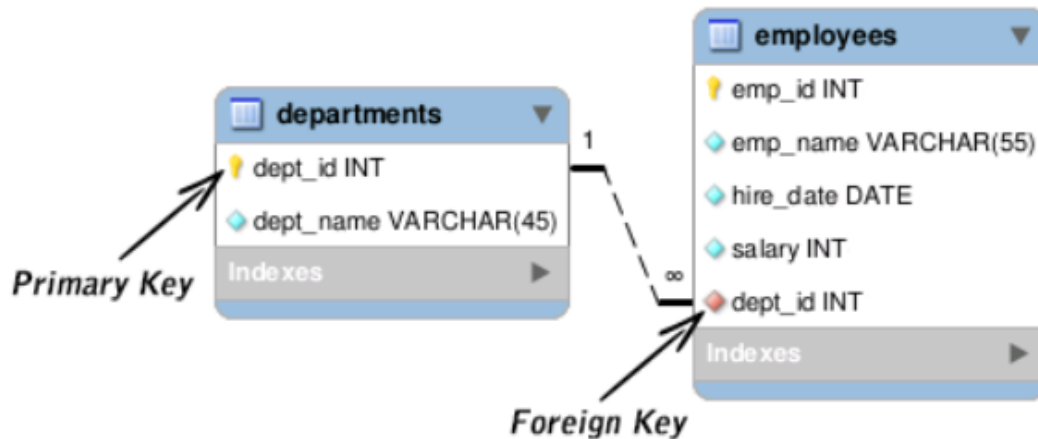 departments
dept_id INT
dept_name VARCHAR(45)
Indexes
Primary Key
1
∞
employees
emp_id INT
emp_name VARCHAR(55)
hire_date DATE
salary INT
dept_id INT
Indexes
Foreign Key